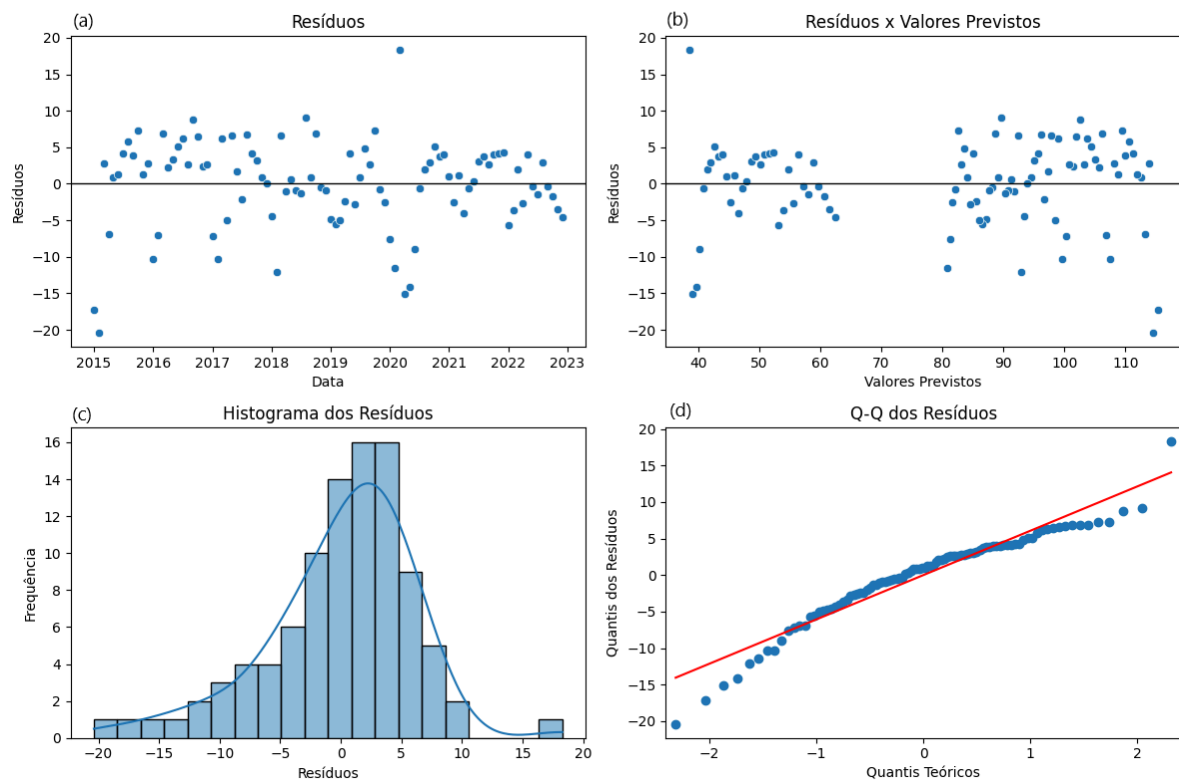 (a)
Resíduos
20
15
10
5
0
−5
−10
−15
−20
Resíduos
2015 2016 2017 2018 2019 2020 2021 2022 2023
Data
(b)
Resíduos x Valores Previstos
20
15
10
5
0
−5
−10
−15
−20
Resíduos
40 50 60 70 80 90 100 110
Valores Previstos
(c)
Histograma dos Resíduos
16
14
12
10
8
6
4
2
0
Frequência
−20 −15 −10 −5 0 5 10 15 20
Resíduos
(d)
Q-Q dos Resíduos
20
15
10
5
0
−5
−10
−15
−20
Quantis dos Resíduos
−2 −1 0 1 2
Quantis Teóricos